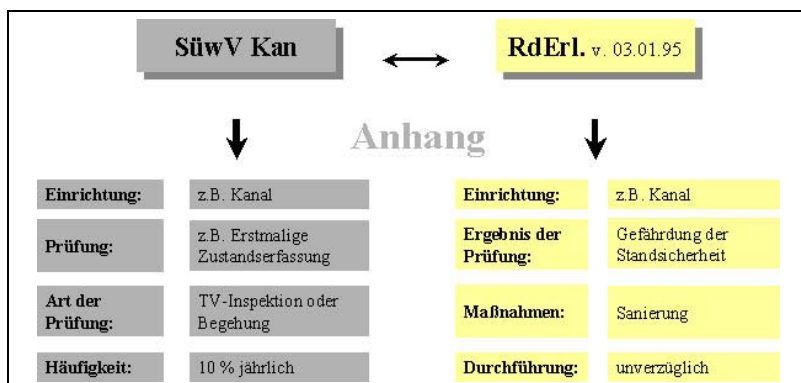 SüwV Kan
RdErl. v. 03.01.95
Anhang
Einrichtung:
z.B. Kanal
Prüfung:
z.B. Erstmalige
Zustandserfassung
Art der
Prüfung:
TV-Inspektion oder
Begehung
Häufigkeit:
10 % jährlich
Einrichtung:
z.B. Kanal
Ergebnis der
Prüfung:
Gefährdung der
Standsicherheit
Maßnahmen:
Sanierung
Durchführung:
unverzüglich